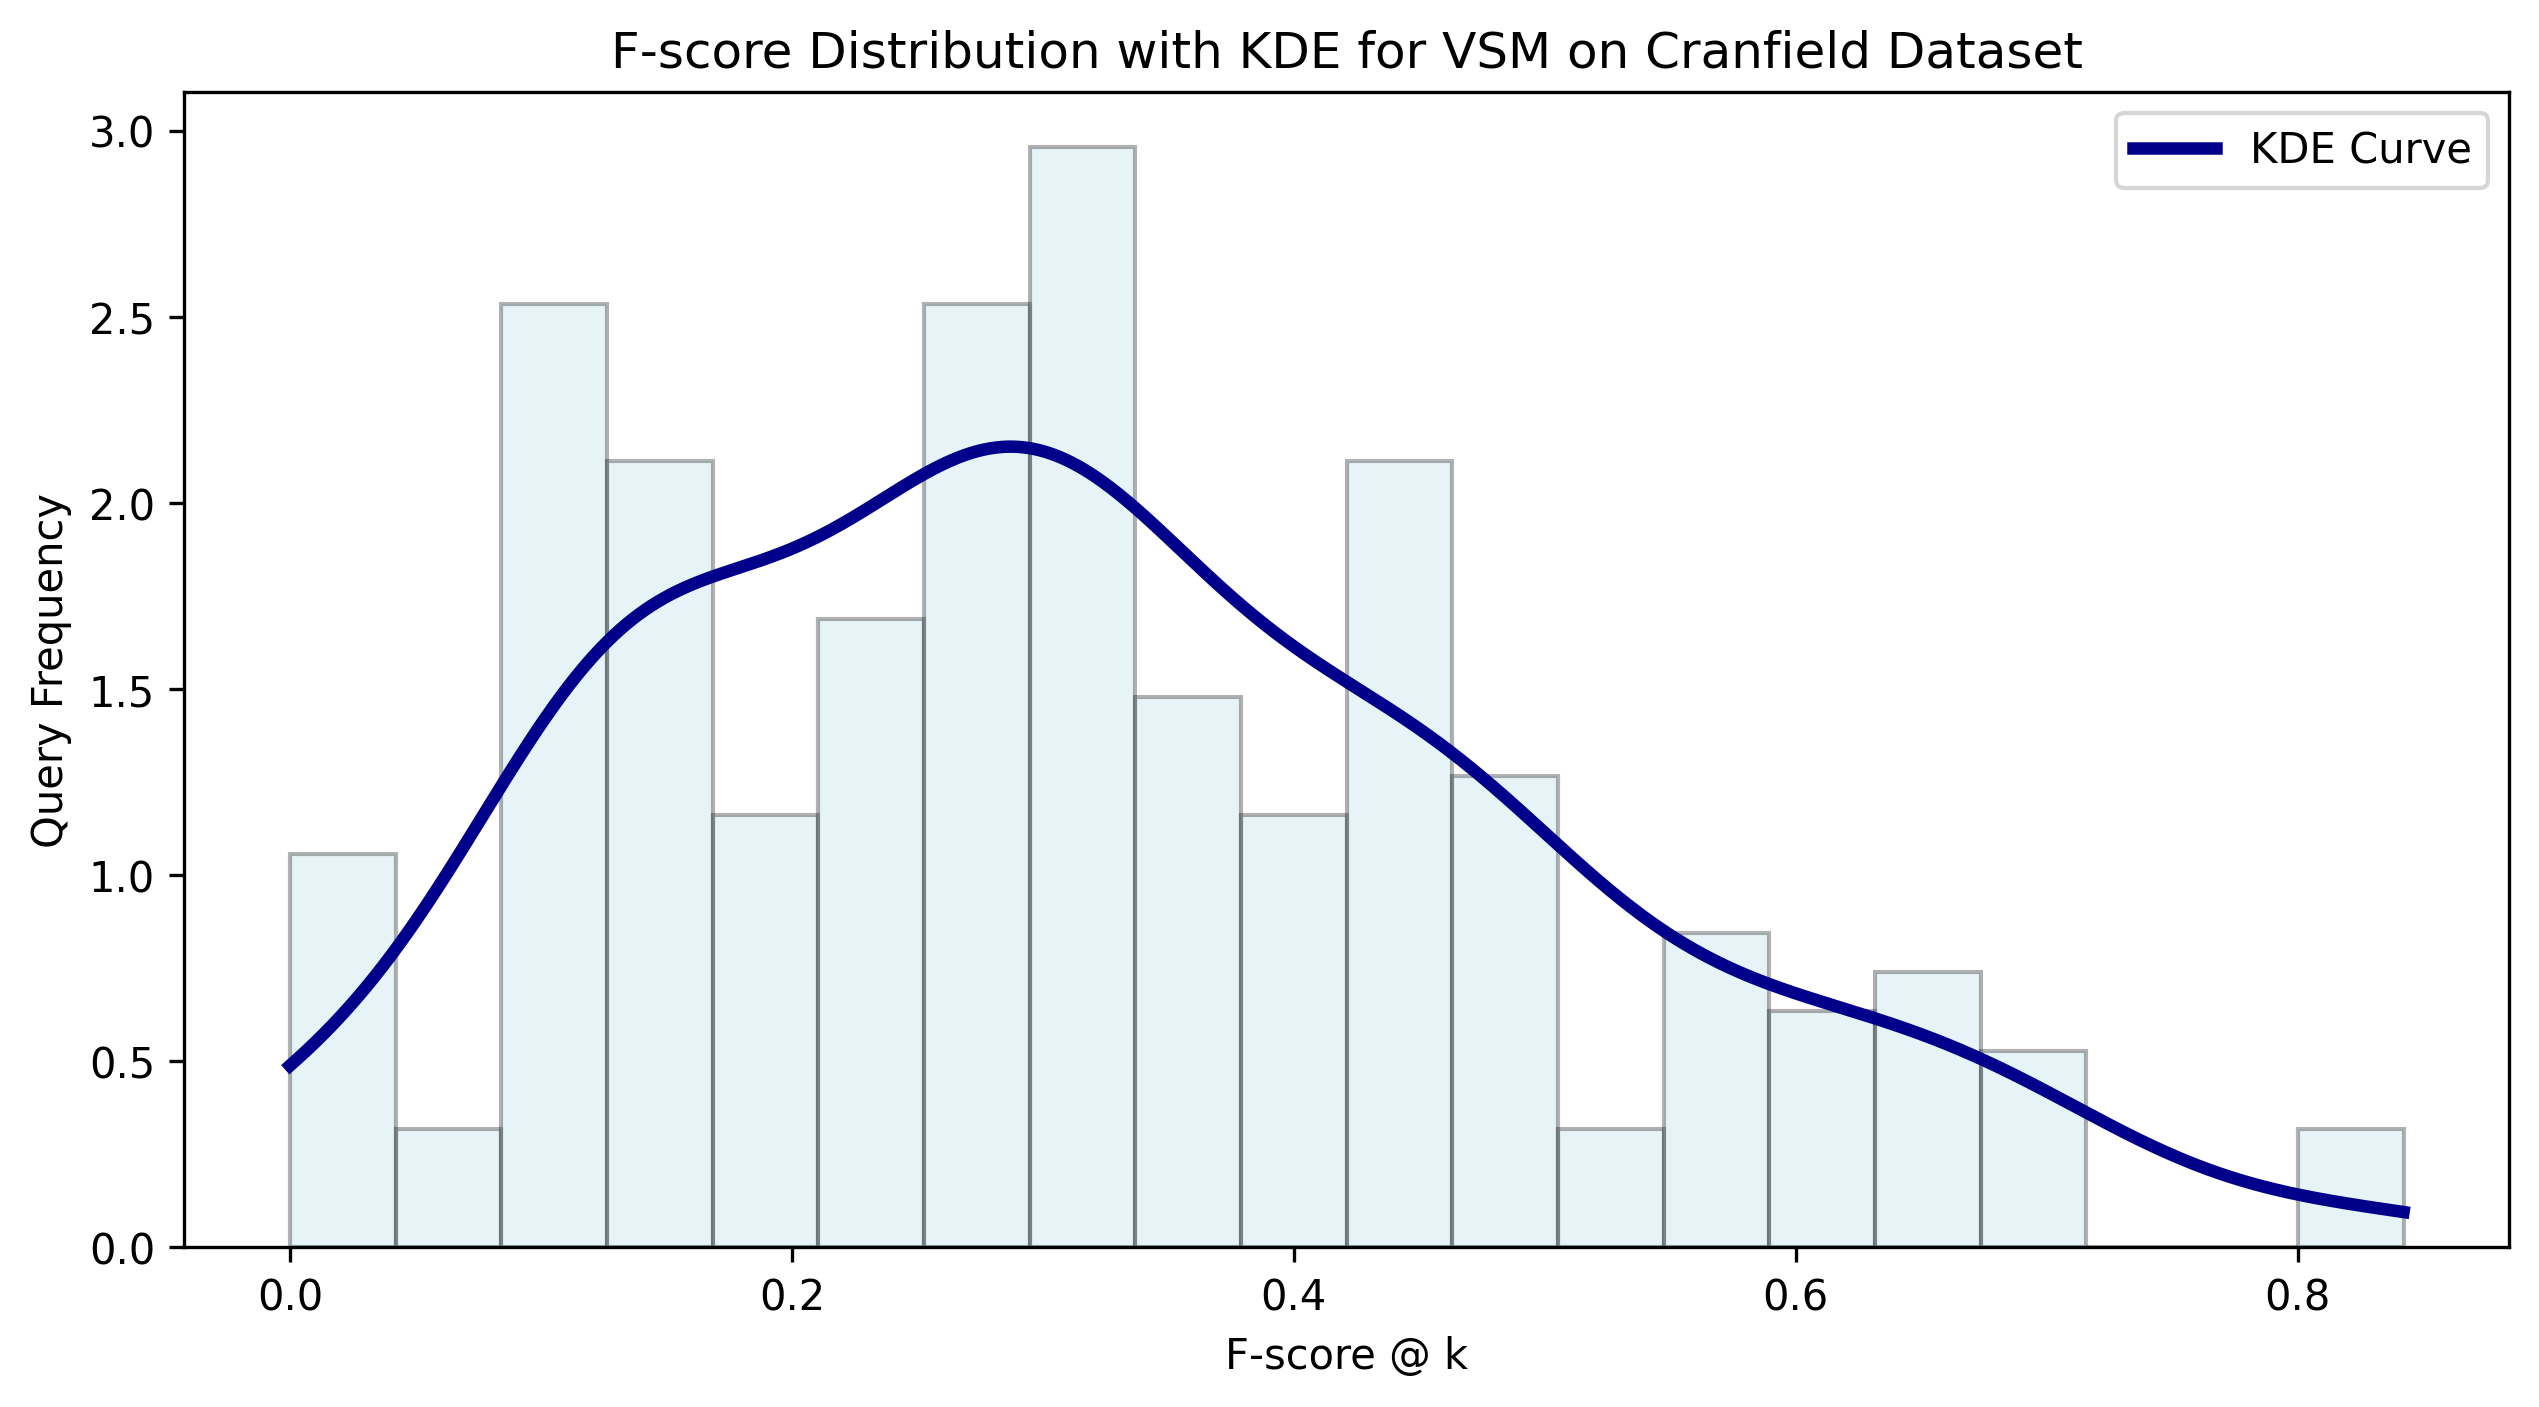 F-score Distribution with KDE for VSM on Cranfield Dataset
KDE Curve
Query Frequency
3.0
2.5
2.0
1.5
1.0
0.5
0.0
0.0 0.2 0.4 0.6 0.8
F-score @ k